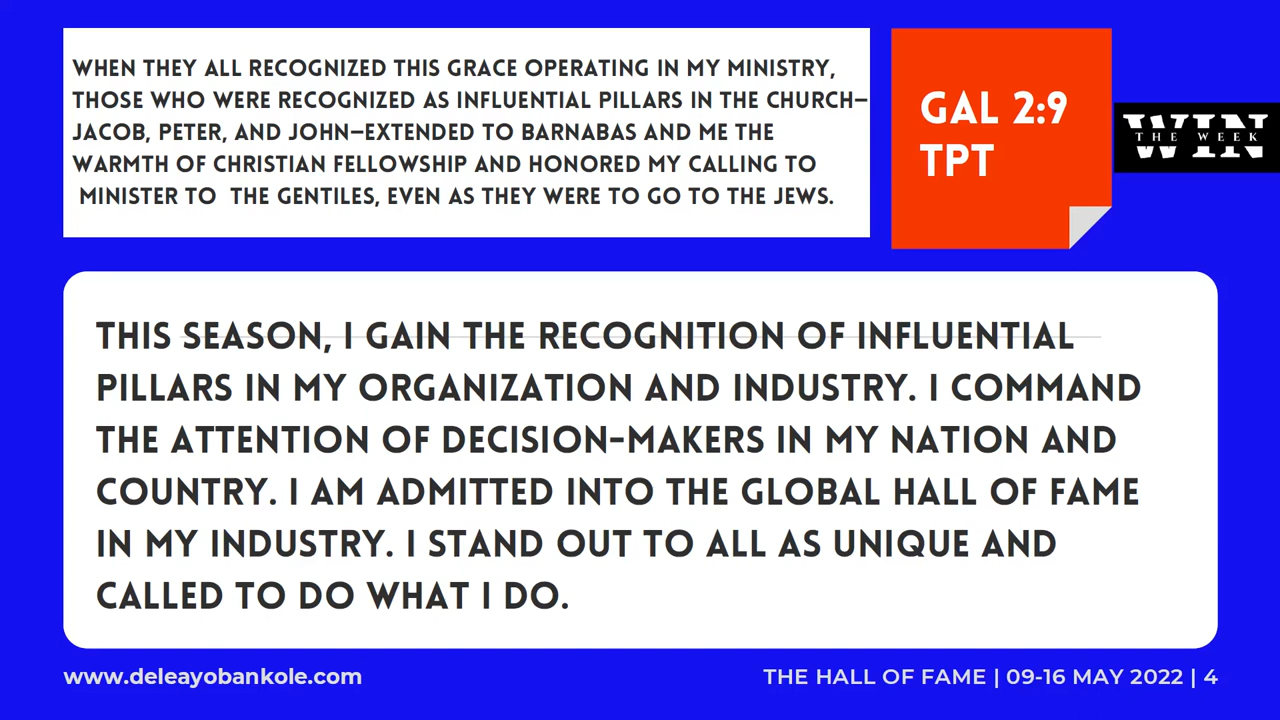 WHEN THEY ALL RECOGNIZED THIS GRACE OPERATING IN MY MINISTRY,
THOSE WHO WERE RECOGNIZED AS INFLUENTIAL PILLARS IN THE CHURCH–
JACOB, PETER, AND JOHN–EXTENDED TO BARNABAS AND ME THE
WARMTH OF CHRISTIAN FELLOWSHIP AND HONORED MY CALLING TO
MINISTER TO THE GENTILES, EVEN AS THEY WERE TO GO TO THE JEWS.
GAL 2:9
TPT
WIN
THE WEEK
THIS SEASON, I GAIN THE RECOGNITION OF INFLUENTIAL
PILLARS IN MY ORGANIZATION AND INDUSTRY. I COMMAND
THE ATTENTION OF DECISION-MAKERS IN MY NATION AND
COUNTRY. I AM ADMITTED INTO THE GLOBAL HALL OF FAME
IN MY INDUSTRY. I STAND OUT TO ALL AS UNIQUE AND
CALLED TO DO WHAT I DO.
www.deleayobankole.com
THE HALL OF FAME | 09-16 MAY 2022 | 4